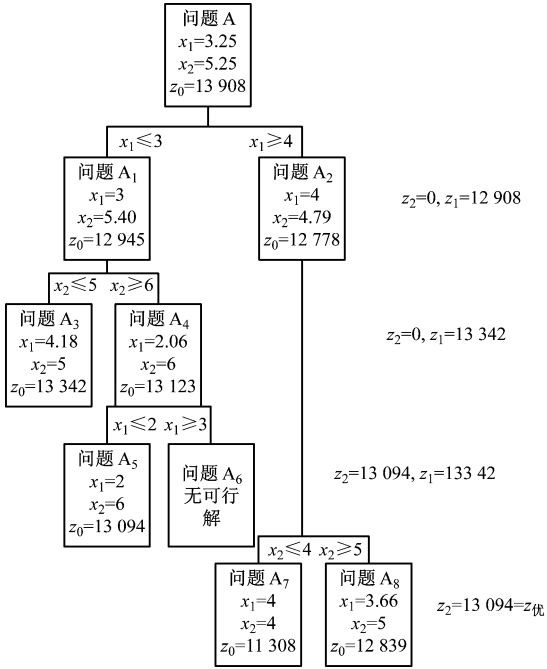 问题 A
x₁=3.25
x₂=5.25
z₀=13 908
x₁≤3
x₁≥4
问题 A₁
x₁=3
x₂=5.40
z₀=12 945
问题 A₂
x₁=4
x₂=4.79
z₀=12 778
z₂=0, z₁=12 908
x₂≤5
x₂≥6
问题 A₃
x₁=4.18
x₂=5
z₀=13 342
问题 A₄
x₁=2.06
x₂=6
z₀=13 123
z₂=0, z₁=13 342
x₁≤2
x₁≥3
问题 A₅
x₁=2
x₂=6
z₀=13 094
问题 A₆
无可行
解
z₂=13 094, z₁=133 42
x₂≤4
x₂≥5
问题 A₇
x₁=4
x₂=4
z₀=11 308
问题 A₈
x₁=3.66
x₂=5
z₀=12 839
z₂=13 094=z优